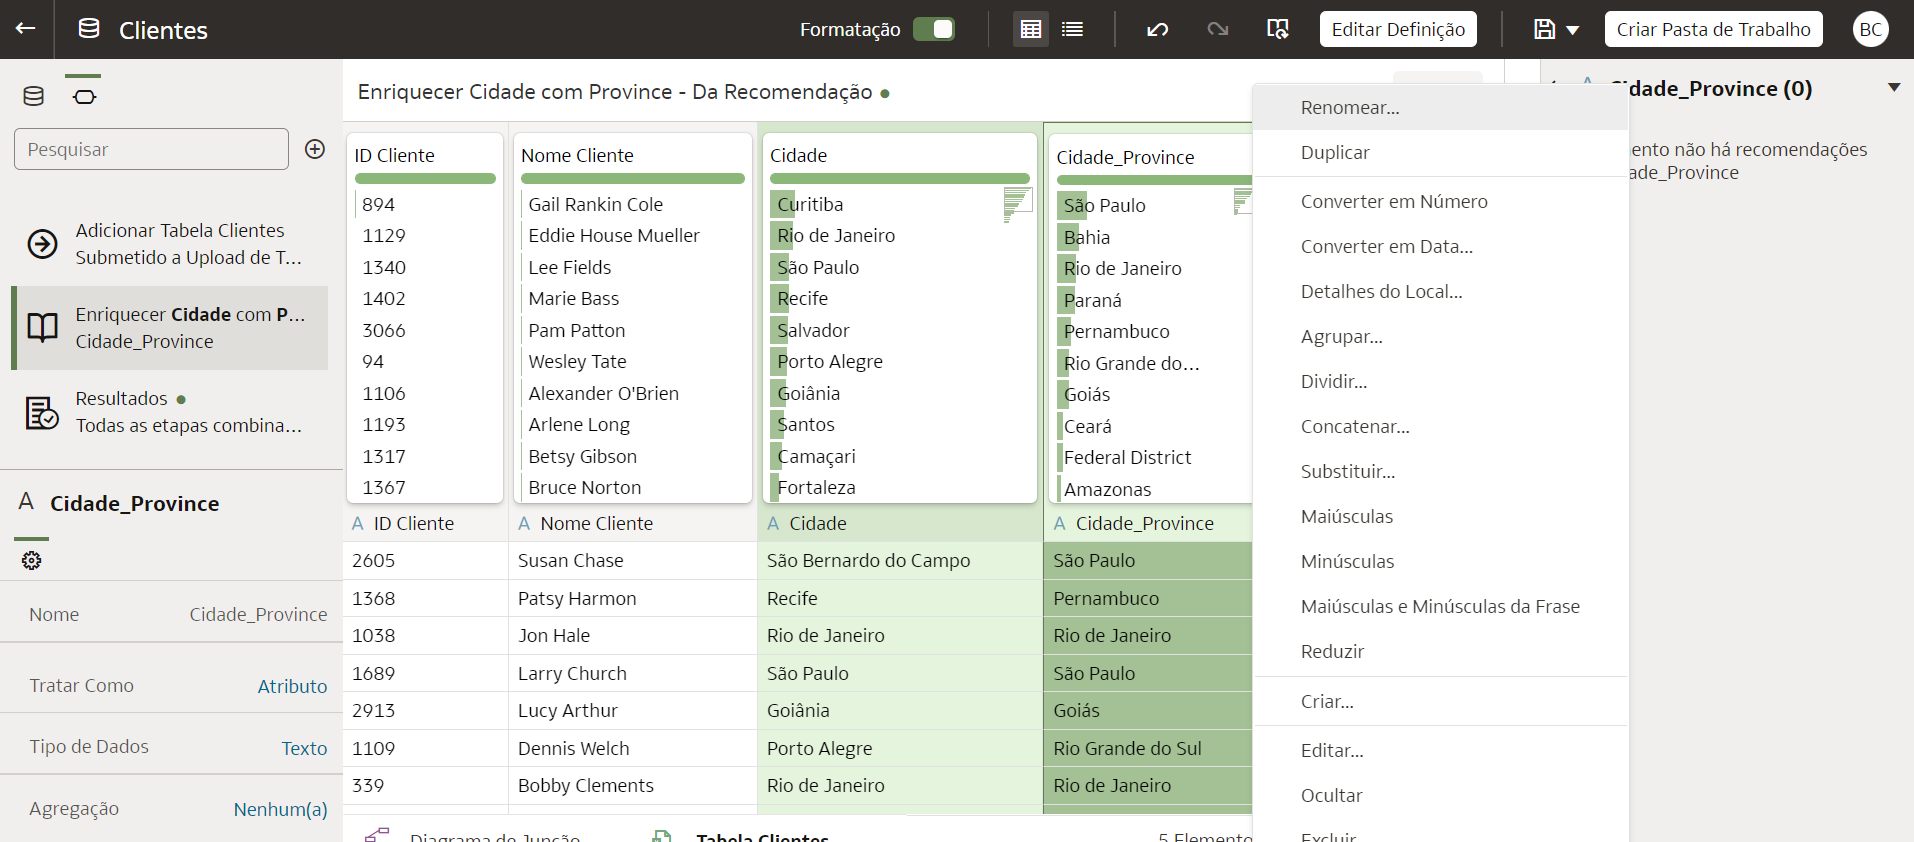 Clientes
Formatação
Editar Definição
Criar Pasta de Trabalho
BC
Pesquisar
Adicionar Tabela Clientes
Submetido a Upload de T...
Enriquecer Cidade com P...
Cidade_Province
Resultados
Todas as etapas combina...
A Cidade_Province
Nome Cidade_Province
Tratar Como Atributo
Tipo de Dados Texto
Agregação Nenhum(a)
Enriquecer Cidade com Province - Da Recomendação
ID Cliente
894
1129
1340
1402
3066
94
1106
1193
1317
1367
Nome Cliente
Gail Rankin Cole
Eddie House Mueller
Lee Fields
Marie Bass
Pam Patton
Wesley Tate
Alexander O'Brien
Arlene Long
Betsy Gibson
Bruce Norton
Cidade
Curitiba
Rio de Janeiro
São Paulo
Recife
Salvador
Porto Alegre
Goiânia
Santos
Camaçari
Fortaleza
Cidade_Province
São Paulo
Bahia
Rio de Janeiro
Paraná
Pernambuco
Rio Grande do...
Goiás
Ceará
Federal District
Amazonas
A ID Cliente A Nome Cliente A Cidade A Cidade_Province
2605 Susan Chase São Bernardo do Campo São Paulo
1368 Patsy Harmon Recife Pernambuco
1038 Jon Hale Rio de Janeiro Rio de Janeiro
1689 Larry Church São Paulo São Paulo
2913 Lucy Arthur Goiânia Goiás
1109 Dennis Welch Porto Alegre Rio Grande do Sul
339 Bobby Clements Rio de Janeiro Rio de Janeiro
Diagrama de Junção Tabela Clientes 5 Elemento
Renomear...
Duplicar
Converter em Número
Converter em Data...
Detalhes do Local...
Agrupar...
Dividir...
Concatenar...
Substituir...
Maiúsculas
Minúsculas
Maiúsculas e Minúsculas da Frase
Reduzir
Criar...
Editar...
Ocultar
Excluir
dade_Province (0)
ento não há recomendações
ade_Province